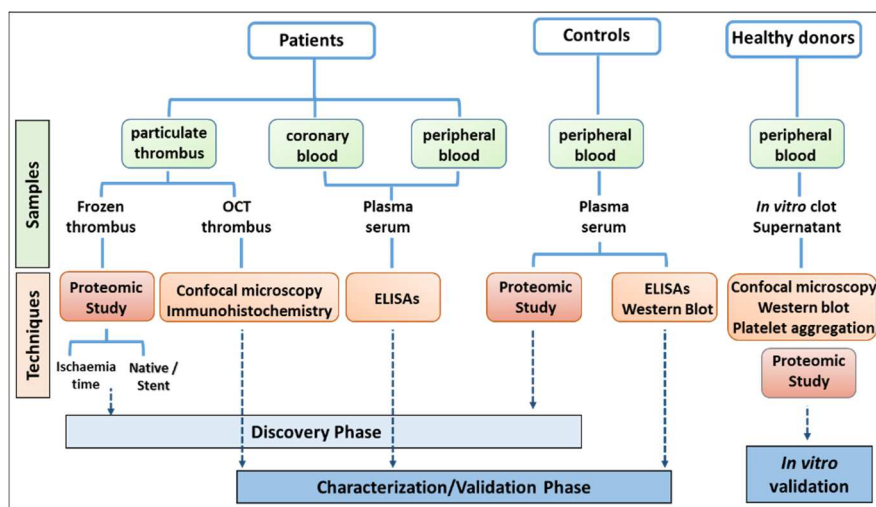 Patients
Controls
Healthy donors
Samples
particulate
thrombus
coronary
blood
peripheral
blood
peripheral
blood
peripheral
blood
Frozen
thrombus
OCT
thrombus
Plasma
serum
Plasma
serum
In vitro clot
Supernatant
Techniques
Proteomic
Study
Confocal microscopy
Immunohistochemistry
ELISAs
Proteomic
Study
ELISAs
Western Blot
Confocal microscopy
Western blot
Platelet aggregation
Ischaemia
time
Native /
Stent
Proteomic
Study
Discovery Phase
Characterization/Validation Phase
In vitro
validation